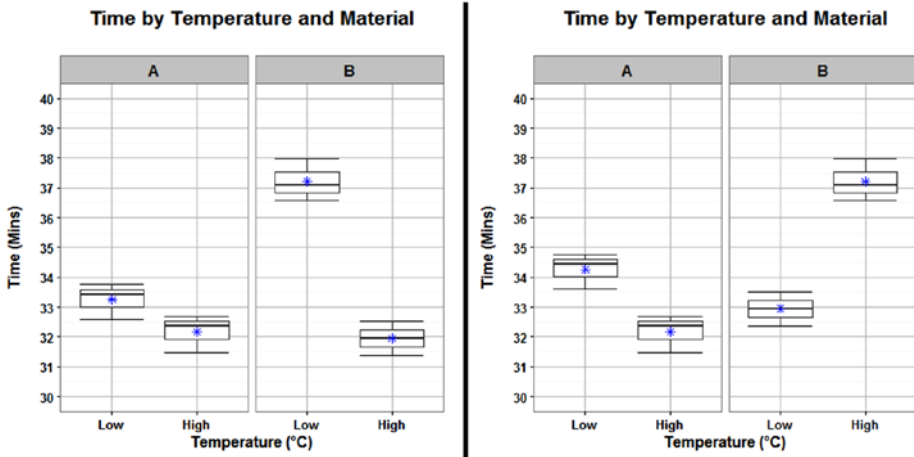 Time by Temperature and Material
A B
40
39
38
37
36
35
34
33
32
31
30
Time (Mins)
Low High Low High
Temperature (°C)
Time by Temperature and Material
A B
40
39
38
37
36
35
34
33
32
31
30
Time (Mins)
Low High Low High
Temperature (°C)